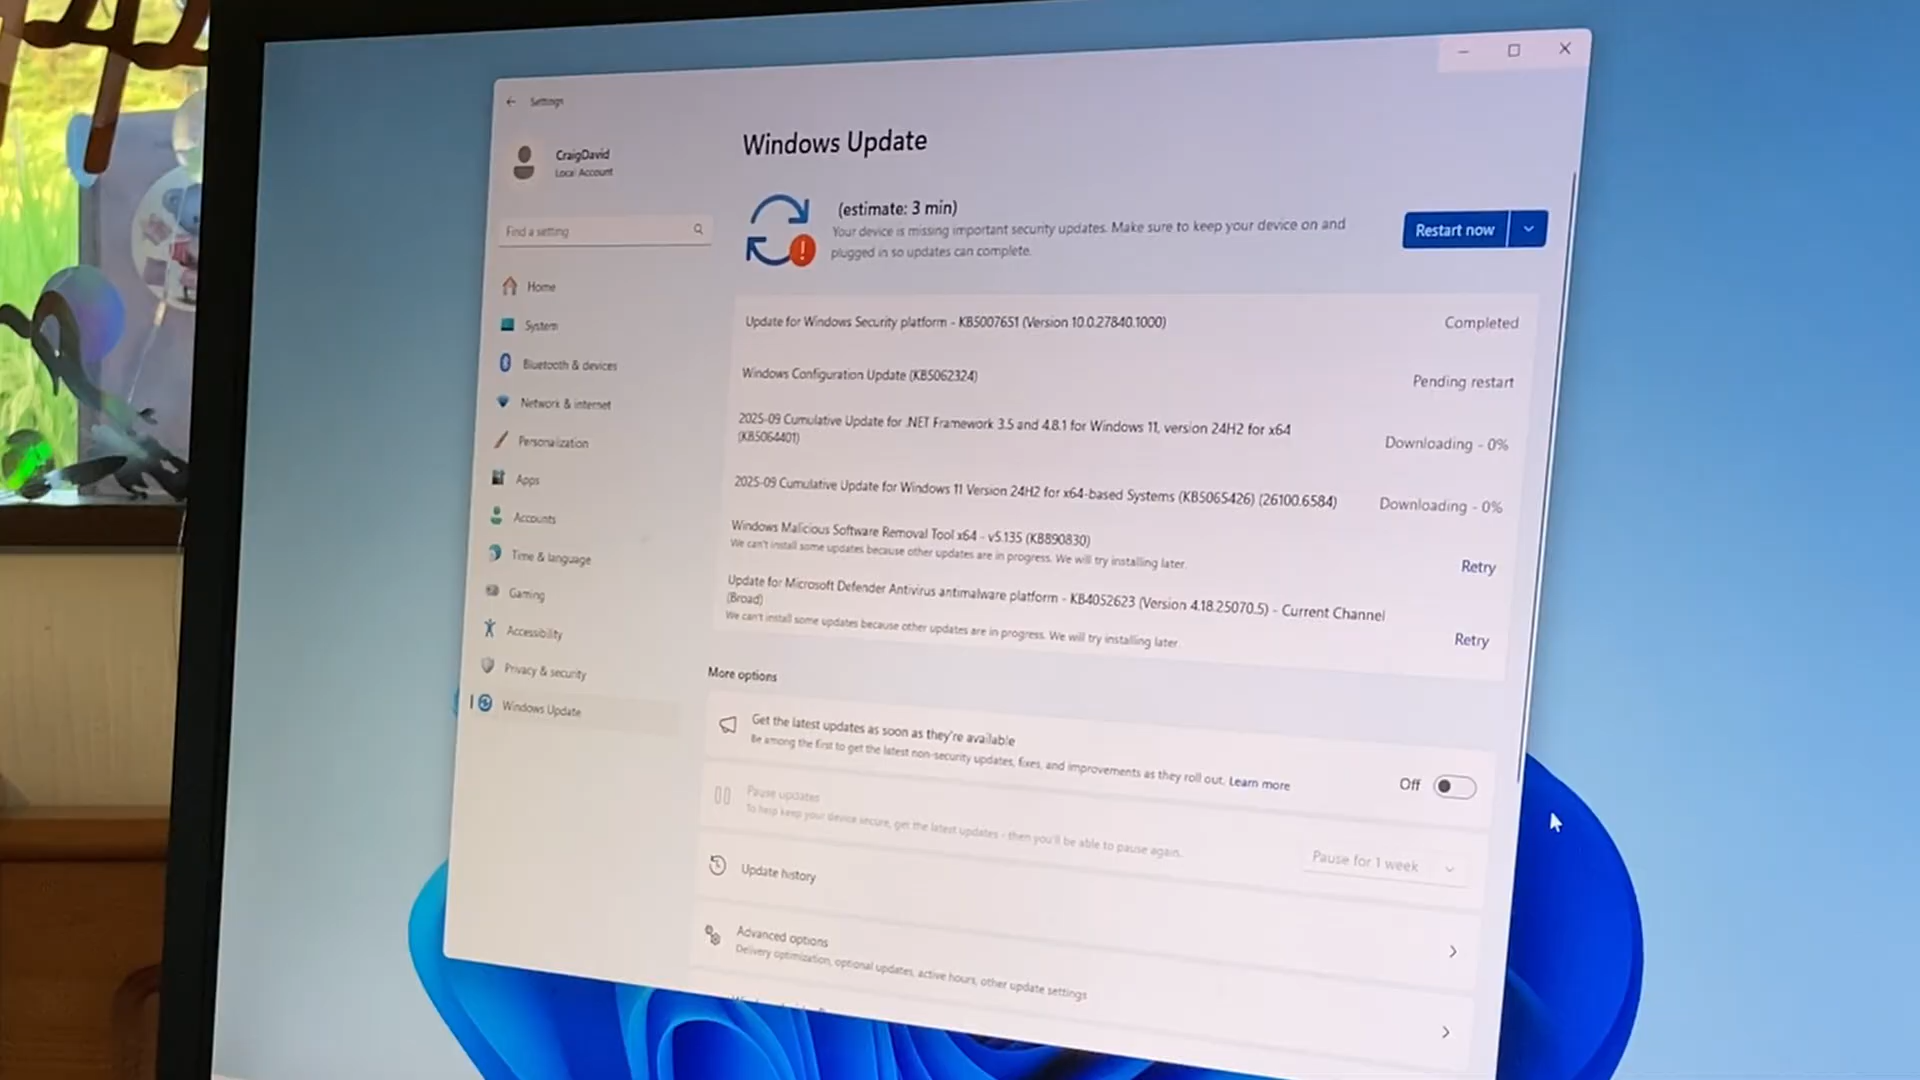 Settings
CraigDavid
Local Account
Find a setting
Home
System
Bluetooth & devices
Network & internet
Personalization
Apps
Accounts
Time & language
Gaming
Accessibility
Privacy & security
Windows Update
Windows Update
(estimate: 3 min)
Your device is missing important security updates. Make sure to keep your device on and
plugged in so updates can complete.
Restart now
Update for Windows Security platform - KB5007651 (Version 10.0.27840.1000)
Completed
Windows Configuration Update (KB5062324)
Pending restart
2025-09 Cumulative Update for .NET Framework 3.5 and 4.8.1 for Windows 11, version 24H2 for x64
(KB5064401)
Downloading - 0%
2025-09 Cumulative Update for Windows 11 Version 24H2 for x64-based Systems (KB5065426) (26100.6584)
Downloading - 0%
Windows Malicious Software Removal Tool x64 - v5.135 (KB890830)
We can't install some updates because other updates are in progress. We will try installing later.
Retry
Update for Microsoft Defender Antivirus antimalware platform - KB4052623 (Version 4.18.25070.5) - Current Channel
(Broad)
We can't install some updates because other updates are in progress. We will try installing later.
Retry
More options
Get the latest updates as soon as they're available
Be among the first to get the latest non-security updates, fixes, and improvements as they roll out. Learn more
Off
Pause updates
To help keep your device secure, get the latest updates - then you'll be able to pause again.
Pause for 1 week
Update history
Advanced options
Delivery optimization, optional updates, active hours, other update settings